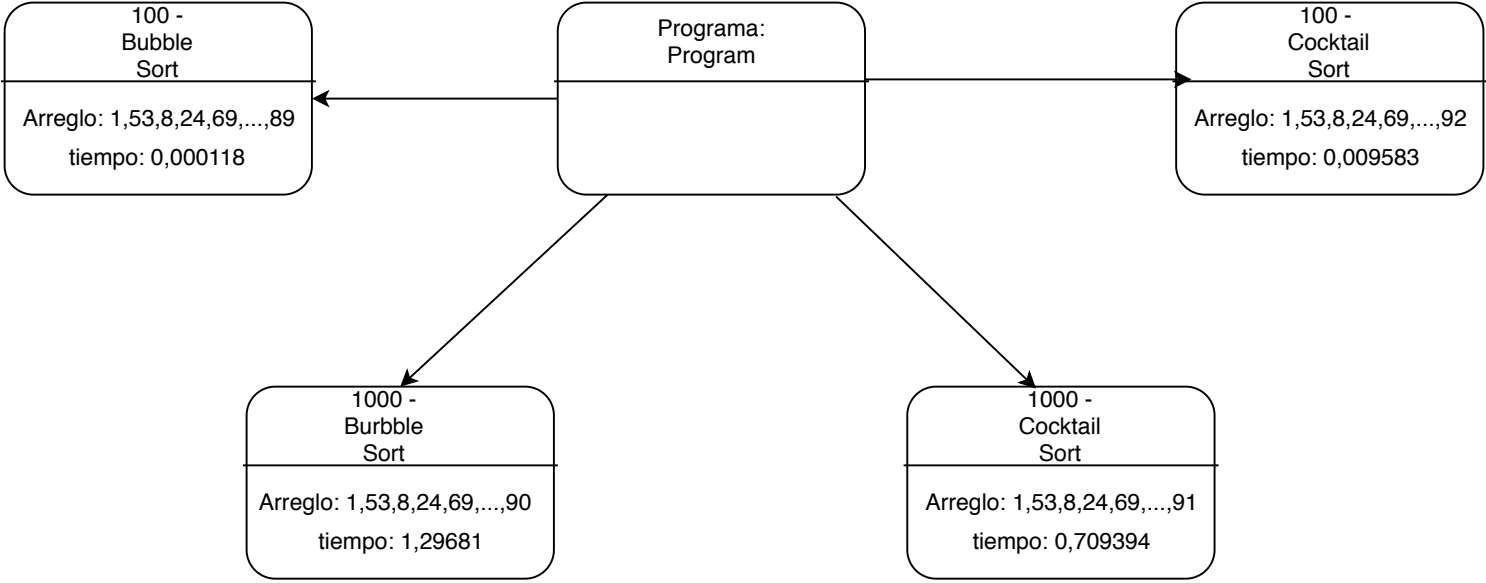 100 -
Bubble
Sort
Arreglo: 1,53,8,24,69,...,89
tiempo: 0,000118
Programa:
Program
100 -
Cocktail
Sort
Arreglo: 1,53,8,24,69,...,92
tiempo: 0,009583
1000 -
Burbble
Sort
Arreglo: 1,53,8,24,69,...,90
tiempo: 1,29681
1000 -
Cocktail
Sort
Arreglo: 1,53,8,24,69,...,91
tiempo: 0,709394